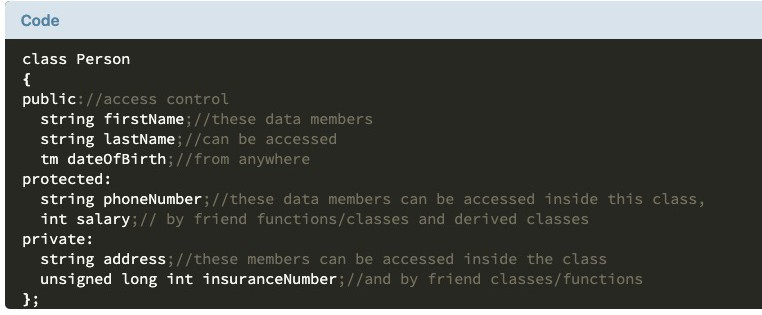 Code
class Person
{
public://access control
string firstName;//these data members
string lastName;//can be accessed
tm dateOfBirth;//from anywhere
protected:
string phoneNumber;//these data members can be accessed inside this class,
int salary;// by friend functions/classes and derived classes
private:
string address;//these members can be accessed inside the class
unsigned long int insuranceNumber;//and by friend classes/functions
};